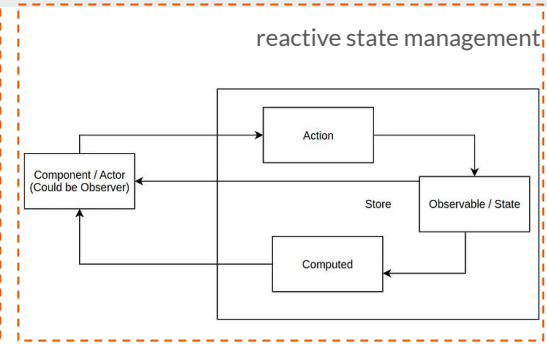 reactive state management
Action
Component / Actor
(Could be Observer)
Store
Observable / State
Computed